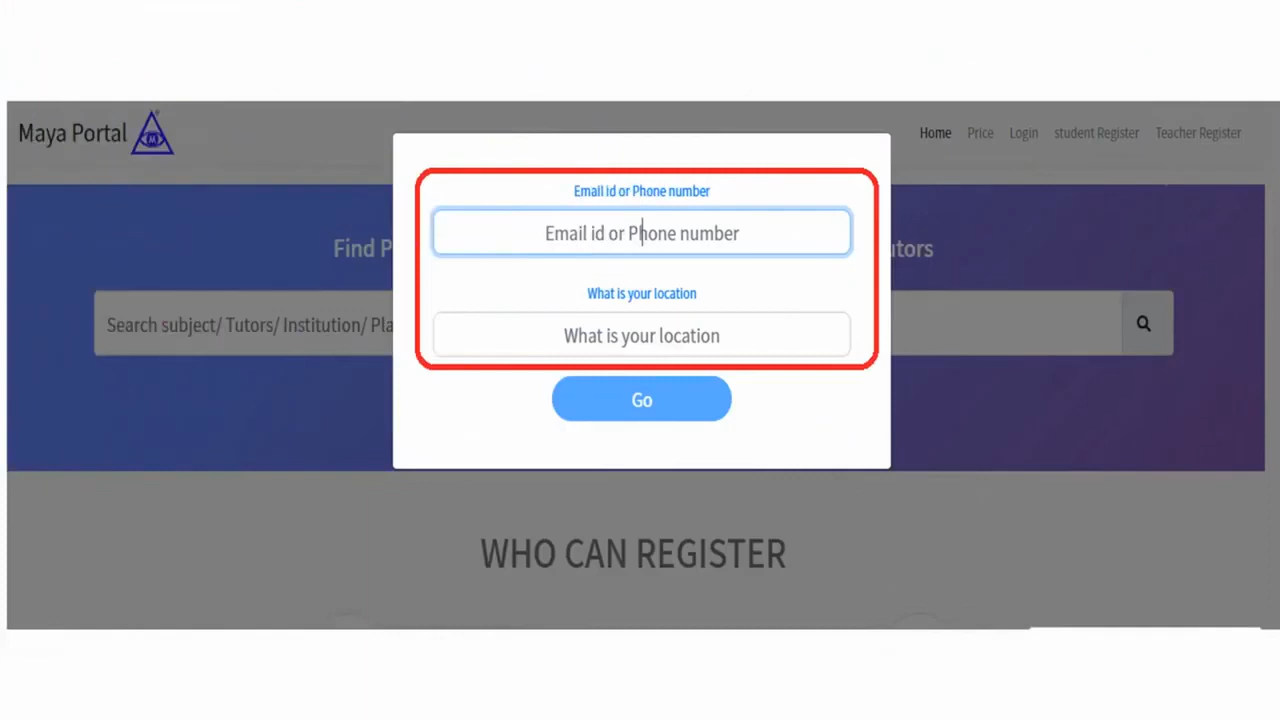 Maya Portal
M
Home Price Login student Register Teacher Register
Email id or Phone number
Email id or Phone number
Find P
utors
What is your location
Search subject/ Tutors/ Institution/ Pla
What is your location
Go
WHO CAN REGISTER